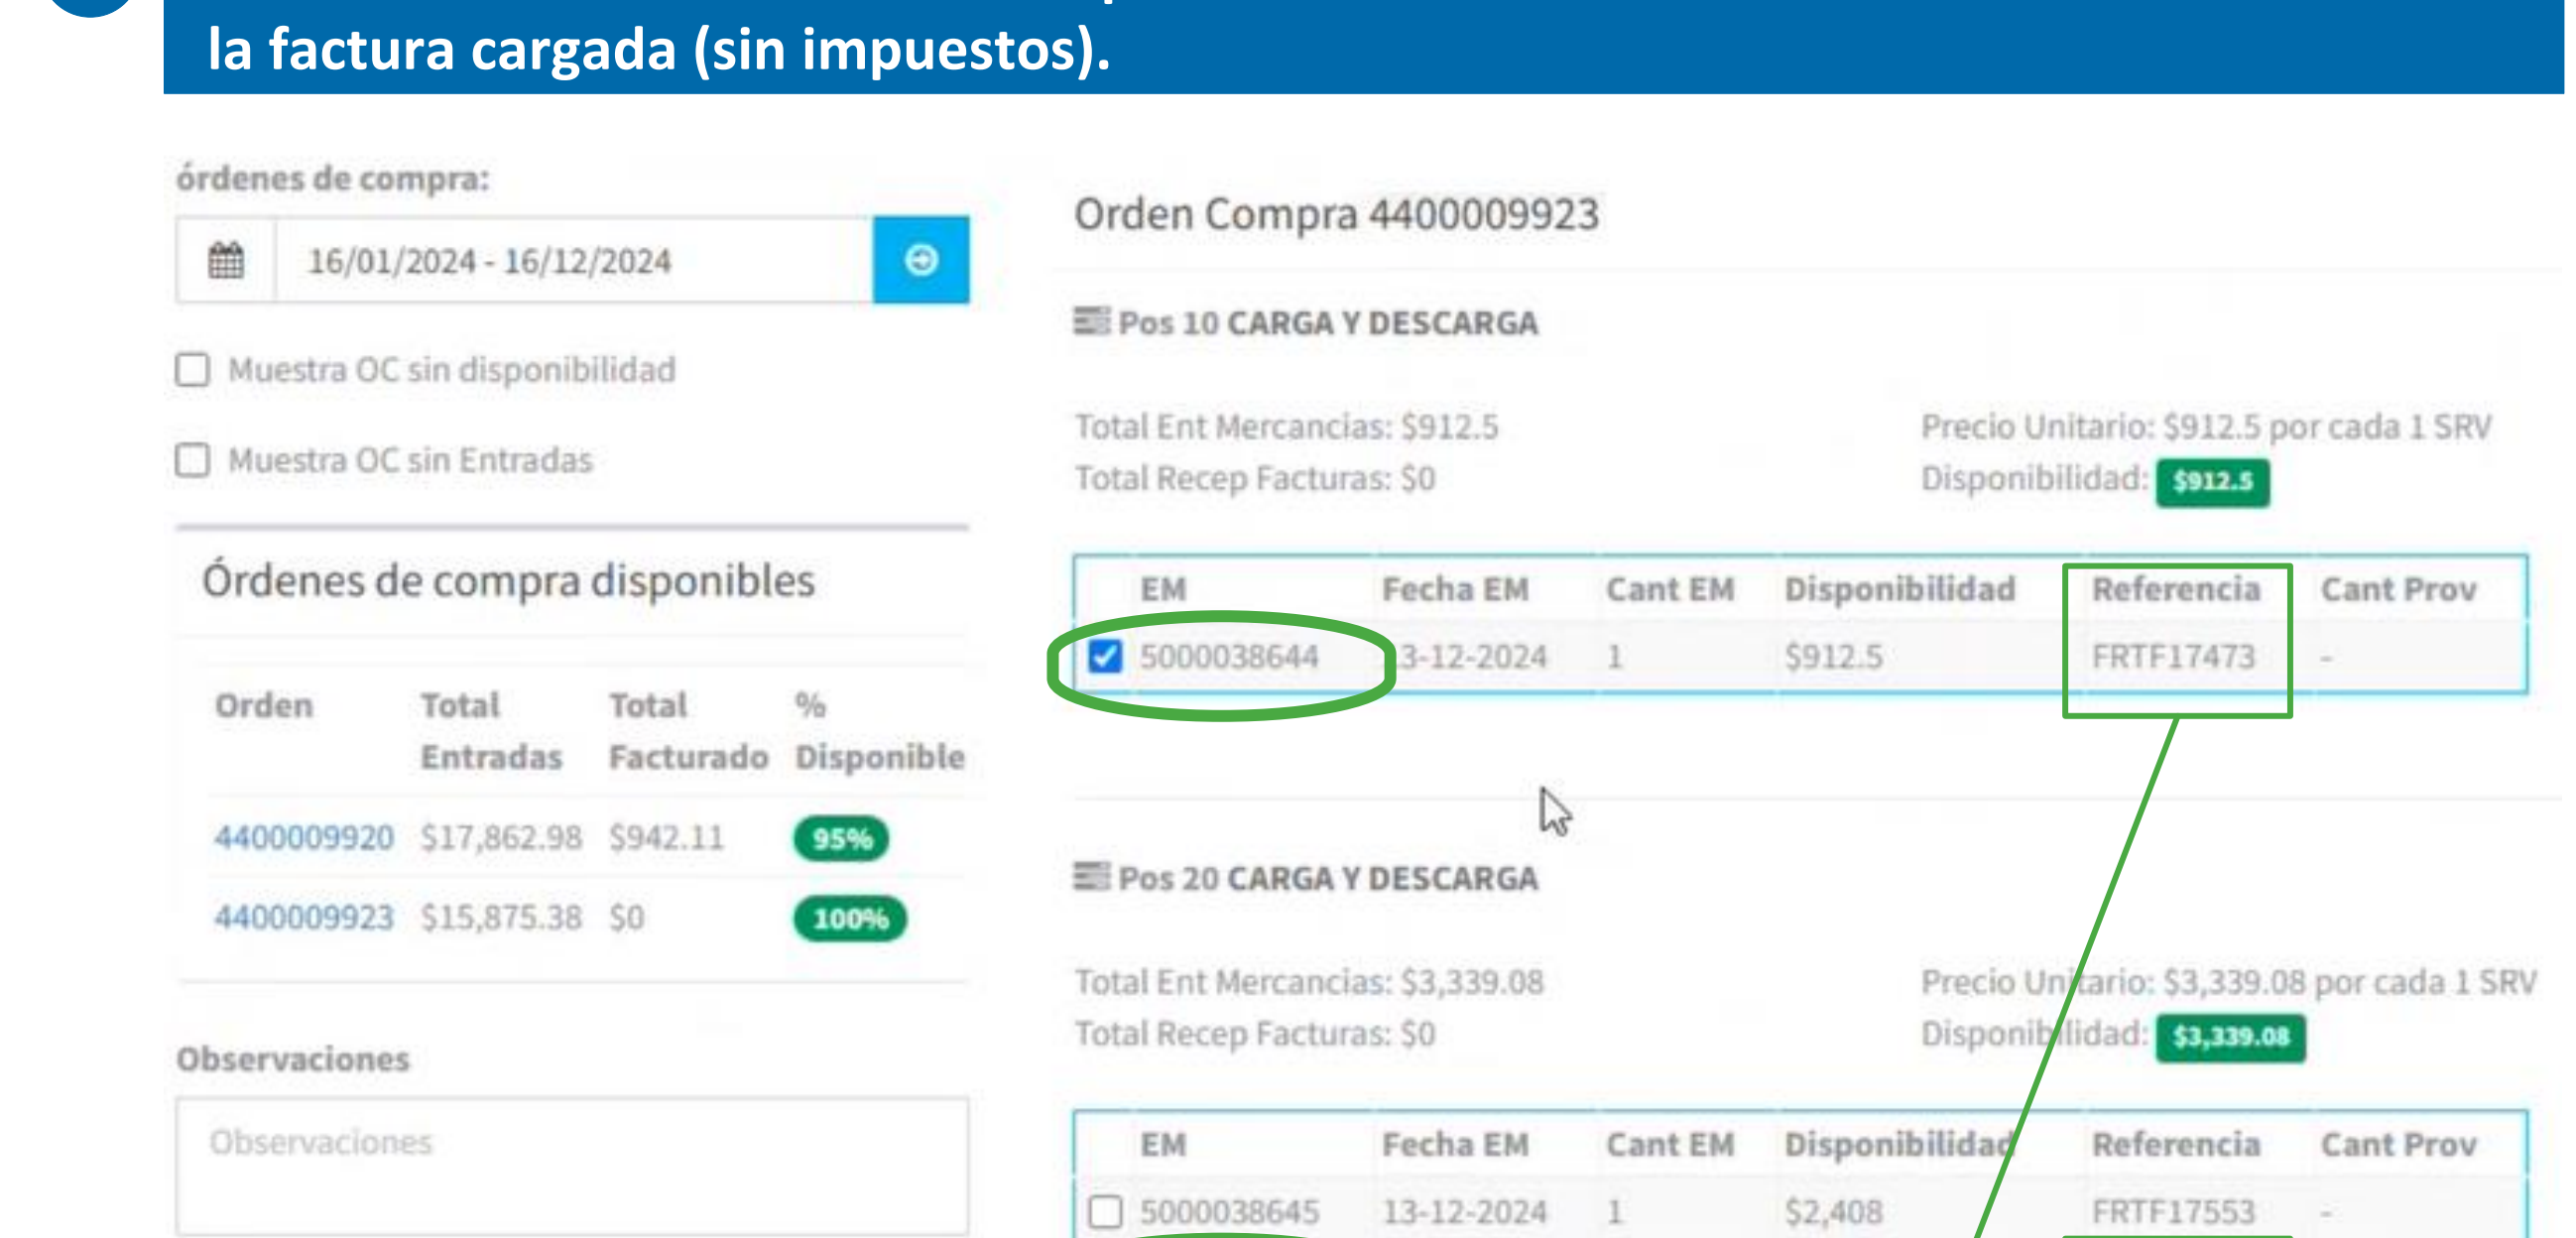 la factura cargada (sin impuestos).
órdenes de compra:
16/01/2024 - 16/12/2024
Muestra OC sin disponibilidad
Muestra OC sin Entradas
Órdenes de compra disponibles
Orden Total Entradas Total Facturado % Disponible
4400009920 $17,862.98 $942.11 95%
4400009923 $15,875.38 $0 100%
Observaciones
Observaciones
Orden Compra 4400009923
Pos 10 CARGA Y DESCARGA
Total Ent Mercancias: $912.5 Precio Unitario: $912.5 por cada 1 SRV
Total Recep Facturas: $0 Disponibilidad: $912.5
EM Fecha EM Cant EM Disponibilidad Referencia Cant Prov
5000038644 13-12-2024 1 $912.5 FRTF17473 -
Pos 20 CARGA Y DESCARGA
Total Ent Mercancias: $3,339.08 Precio Unitario: $3,339.08 por cada 1 SRV
Total Recep Facturas: $0 Disponibilidad: $3,339.08
EM Fecha EM Cant EM Disponibilidad Referencia Cant Prov
5000038645 13-12-2024 1 $2,408 FRTF17553 -